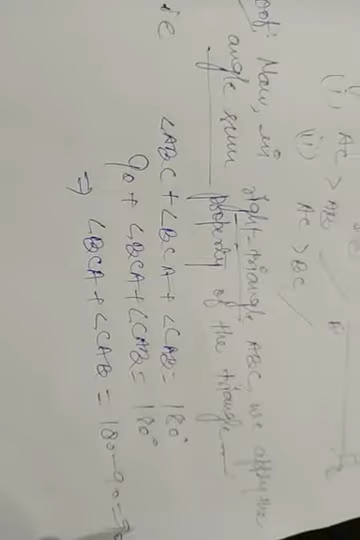 (i) AC > AB
(ii) AC > BC
Proof: Now, in right-triangle ABC, we apply the
angle sum property of the triangle
i.e
∠ABC + ∠BCA + ∠CAB = 180°
90 + ∠BCA + ∠CAB = 180°
⇒ ∠BCA + ∠CAB = 180-90=90